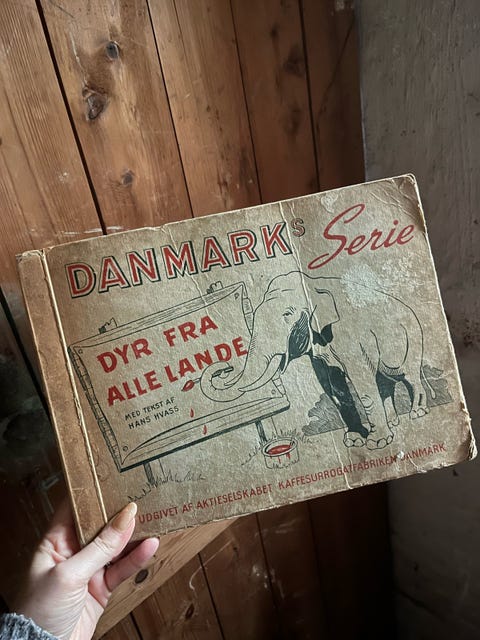 DANMARKS Serie
DYR FRA
ALLE LANDE
MED TEKST AF
HANS HVASS
UDGIVET AF AKTIESELSKABET KAFFESURROGATFABRIKEN DANMARK